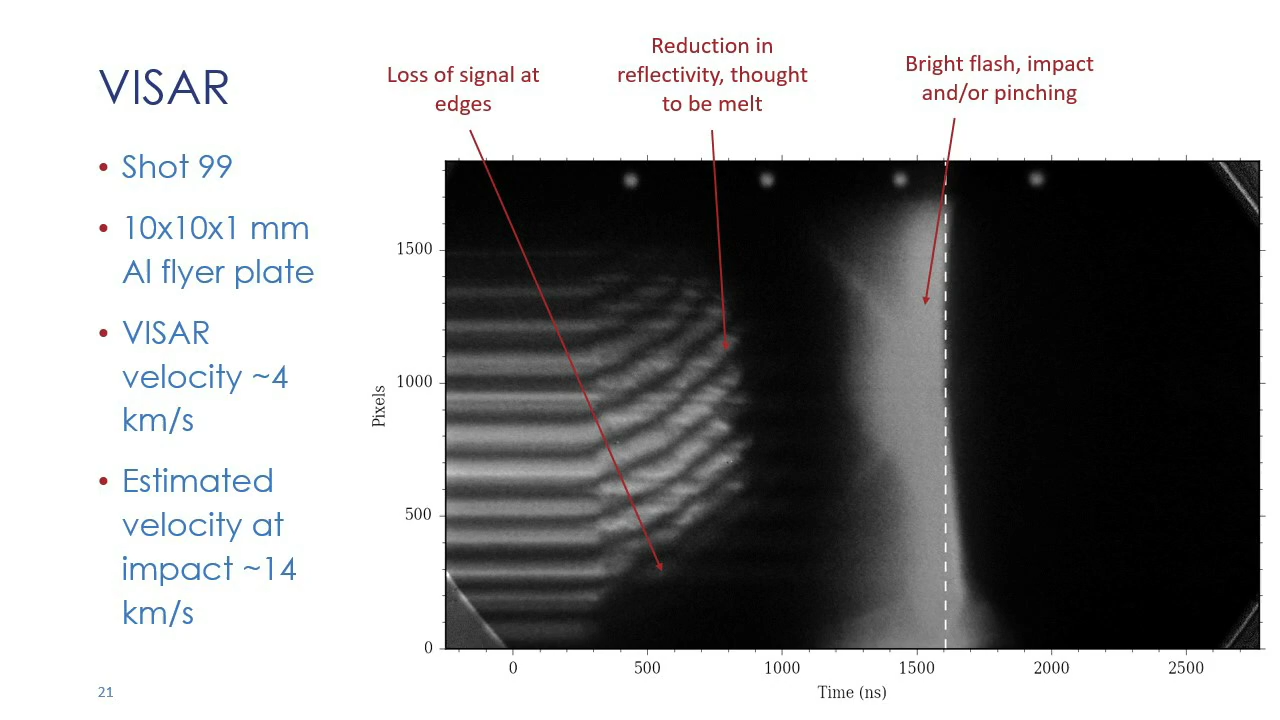 VISAR
• Shot 99
• 10x10x1 mm
Al flyer plate
• VISAR
velocity ~4
km/s
• Estimated
velocity at
impact ~14
km/s
21
Loss of signal at
edges
Reduction in
reflectivity, thought
to be melt
Bright flash, impact
and/or pinching
Pixels
1500
1000
500
0
0 500 1000 1500 2000 2500
Time (ns)